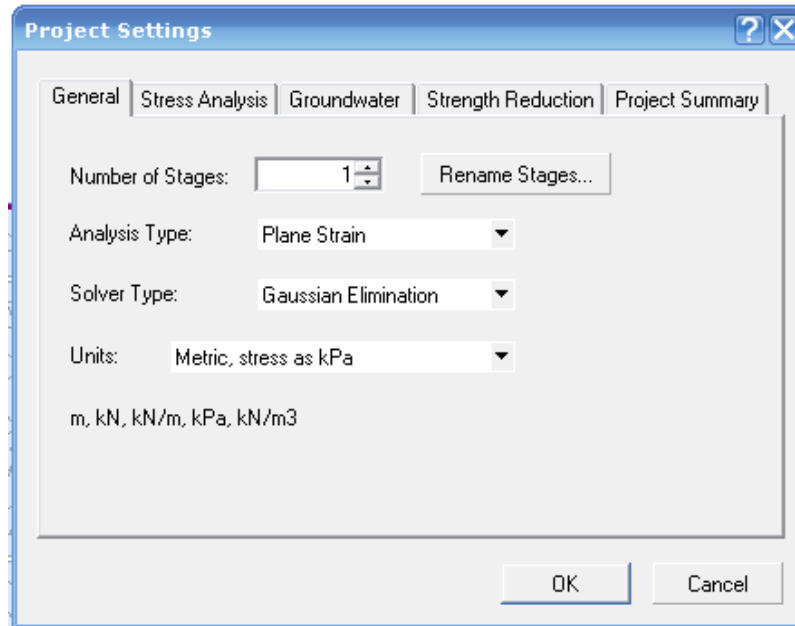 Project Settings
General Stress Analysis Groundwater Strength Reduction Project Summary
Number of Stages: 1 Rename Stages...
Analysis Type: Plane Strain
Solver Type: Gaussian Elimination
Units: Metric, stress as kPa
m, kN, kN/m, kPa, kN/m3
OK Cancel